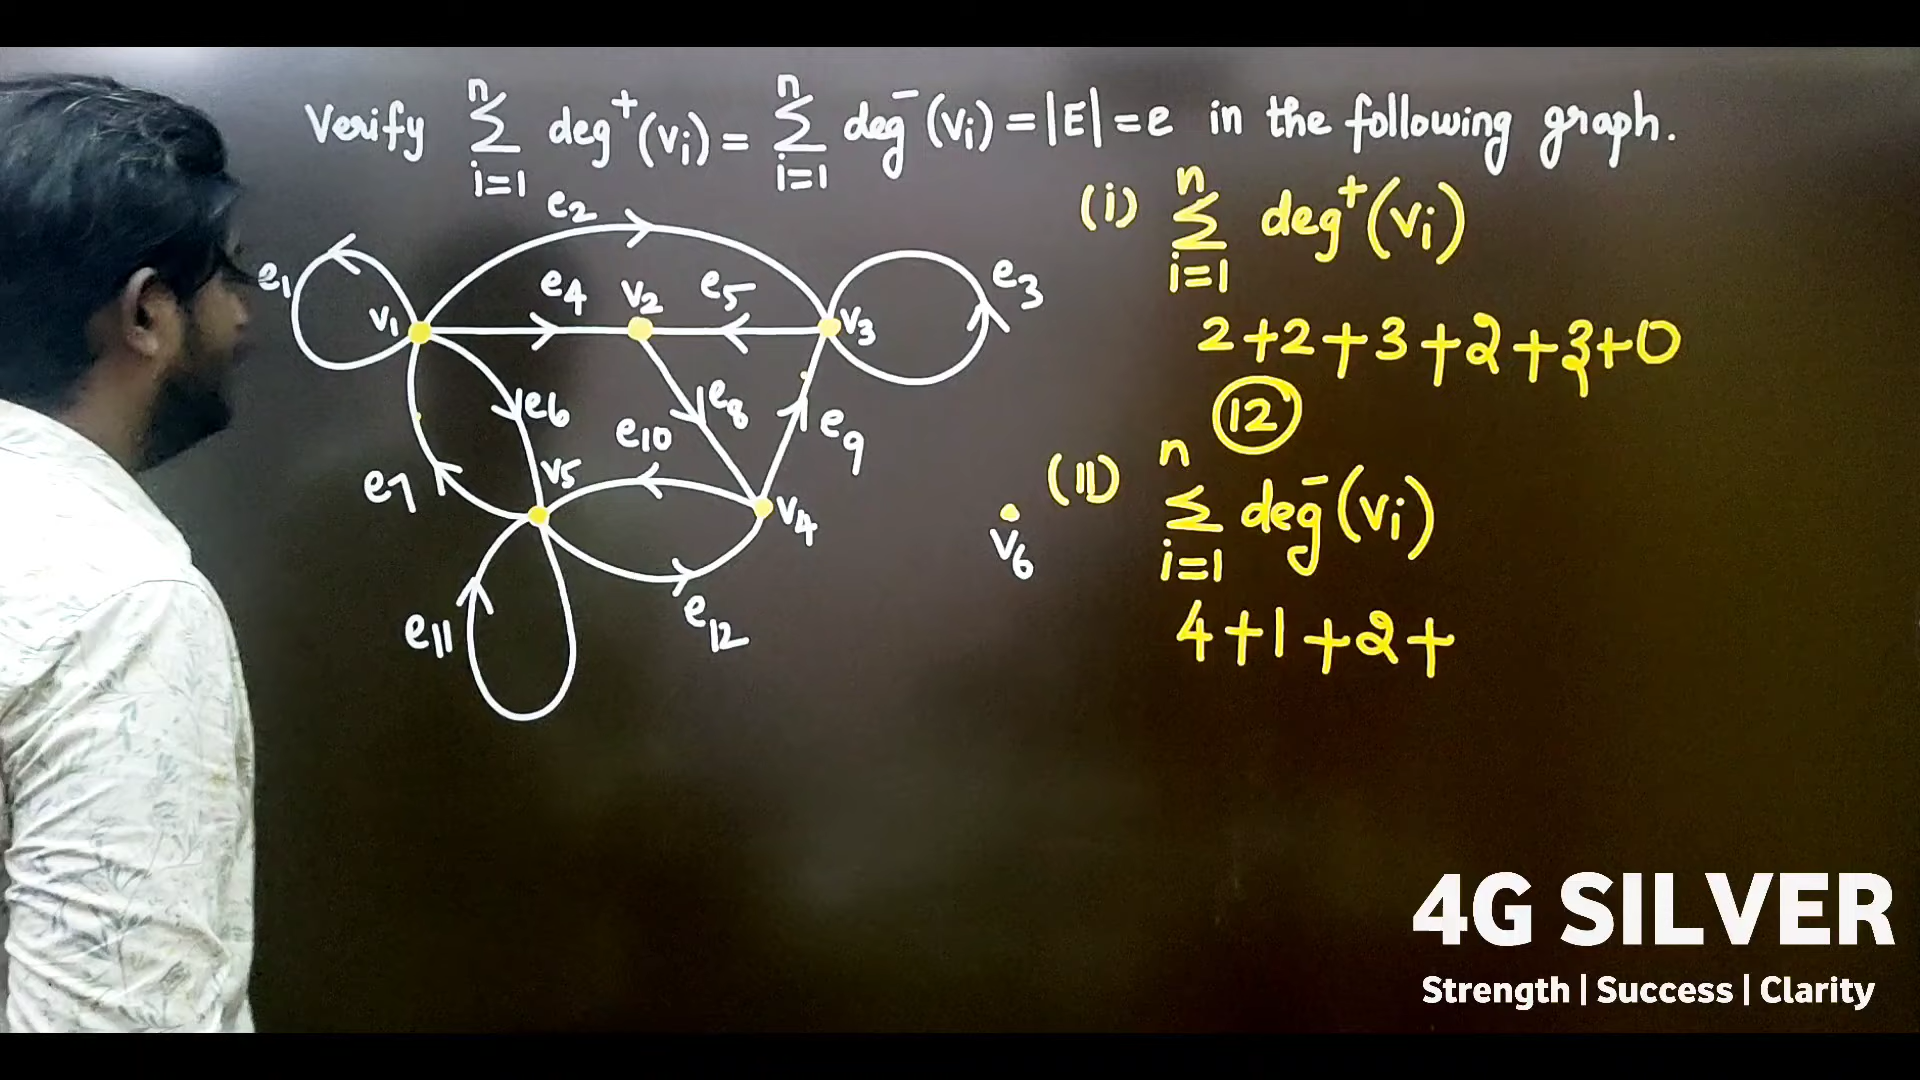 Verify n∑i=1 deg⁺(vᵢ) = n∑i=1 deg⁻(vᵢ) = |E| = e in the following graph.
e₂
(i) n∑i=1 deg⁺(vᵢ)
e₁
e₄
v₂
e₅
e₃
v₁
v₃
2+2+3+2+3+0
12
e₆
e₈
e₉
e₁₀
(II) n∑i=1 deg⁻(vᵢ)
e₇
v₅
v₄
v₆
e₁₁
e₁₂
4+1+2+
4G SILVER
Strength | Success | Clarity